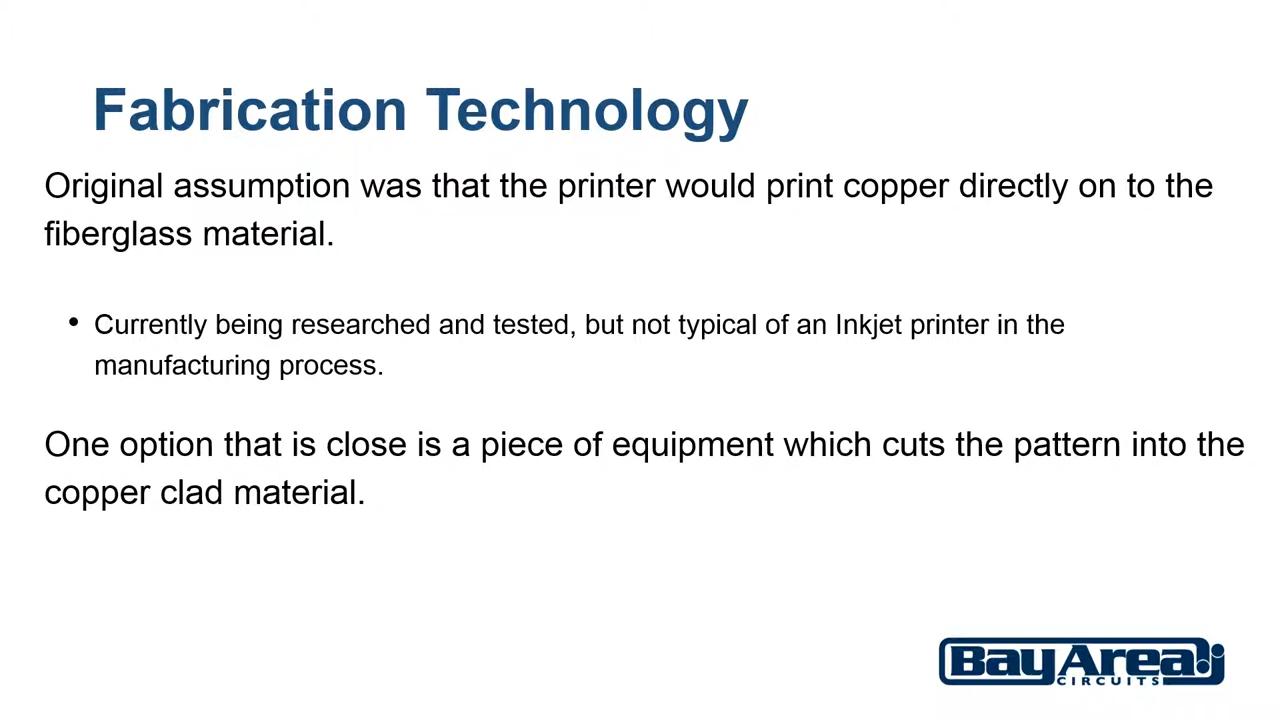 Fabrication Technology
Original assumption was that the printer would print copper directly on to the
fiberglass material.
• Currently being researched and tested, but not typical of an Inkjet printer in the
manufacturing process.
One option that is close is a piece of equipment which cuts the pattern into the
copper clad material.
Bay Area
CIRCUITS